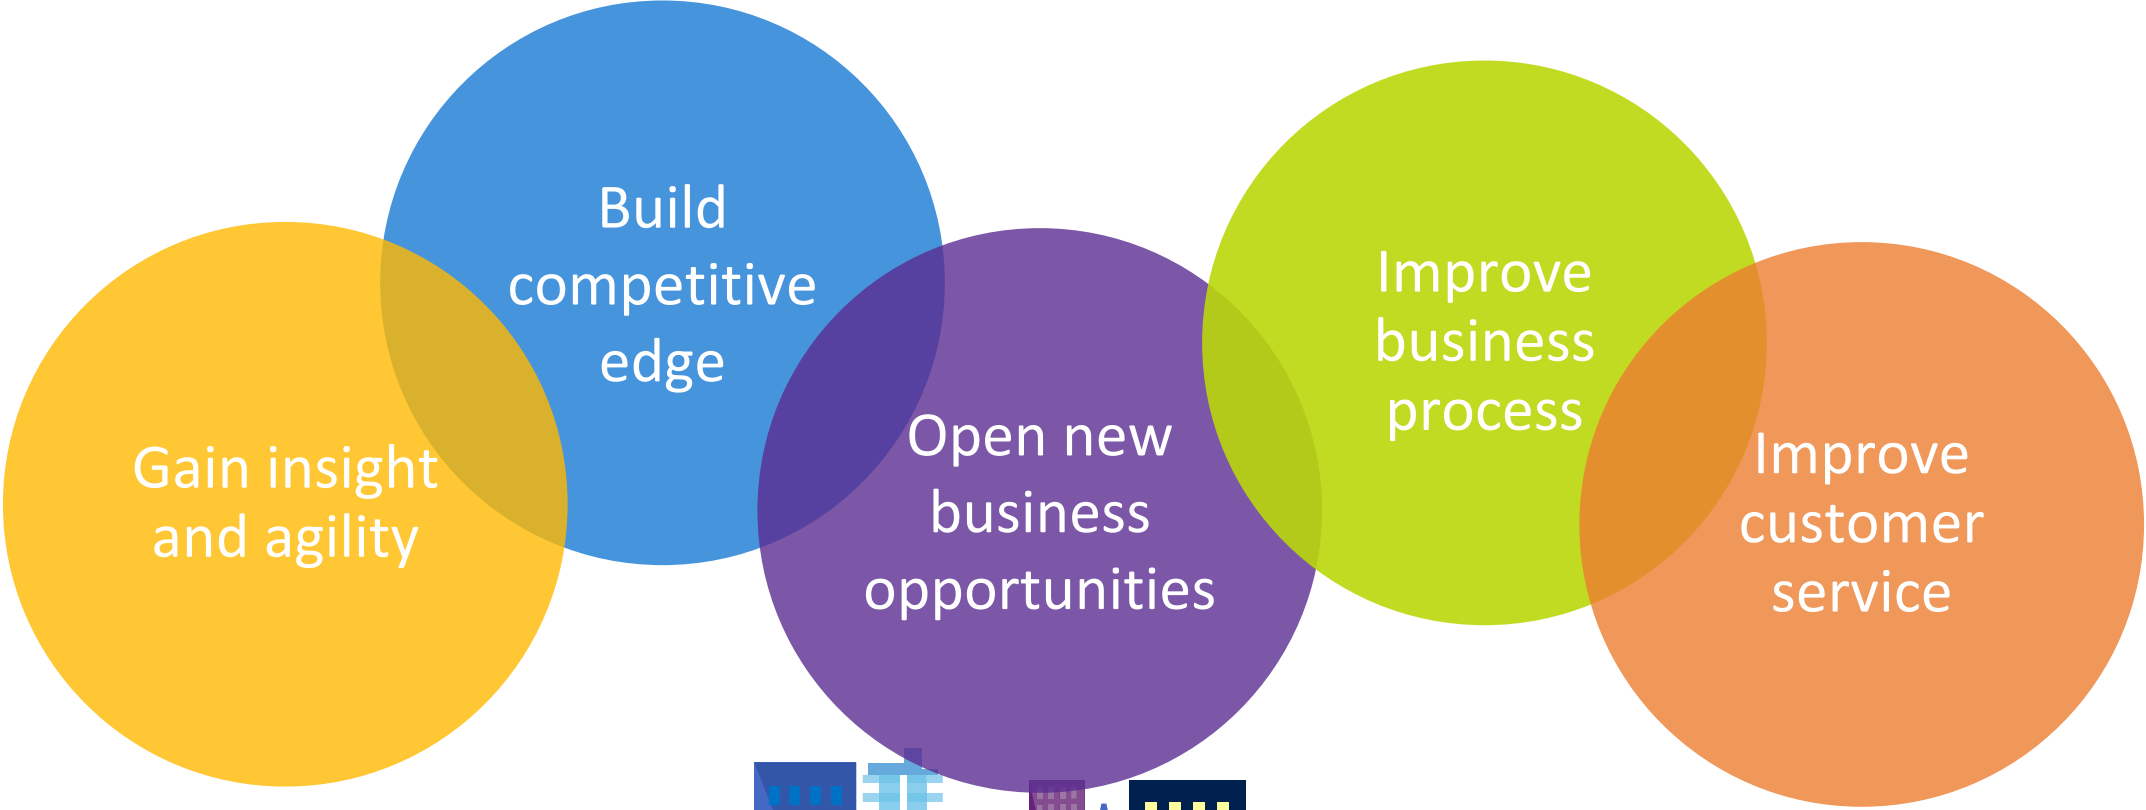 Gain insight
and agility
Build
competitive
edge
Open new
business
opportunities
Improve
business
process
Improve
customer
service